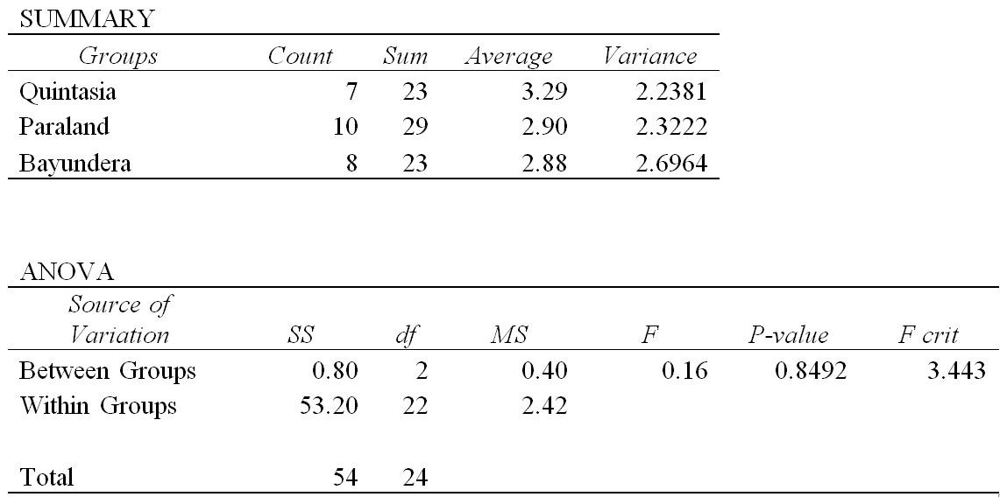 SUMMARY
Groups Count Sum Average Variance
Quintasia 7 23 3.29 2.2381
Paraland 10 29 2.90 2.3222
Bayundera 8 23 2.88 2.6964
ANOVA
Source of
Variation SS df MS F P-value F crit
Between Groups 0.80 2 0.40 0.16 0.8492 3.443
Within Groups 53.20 22 2.42
Total 54 24